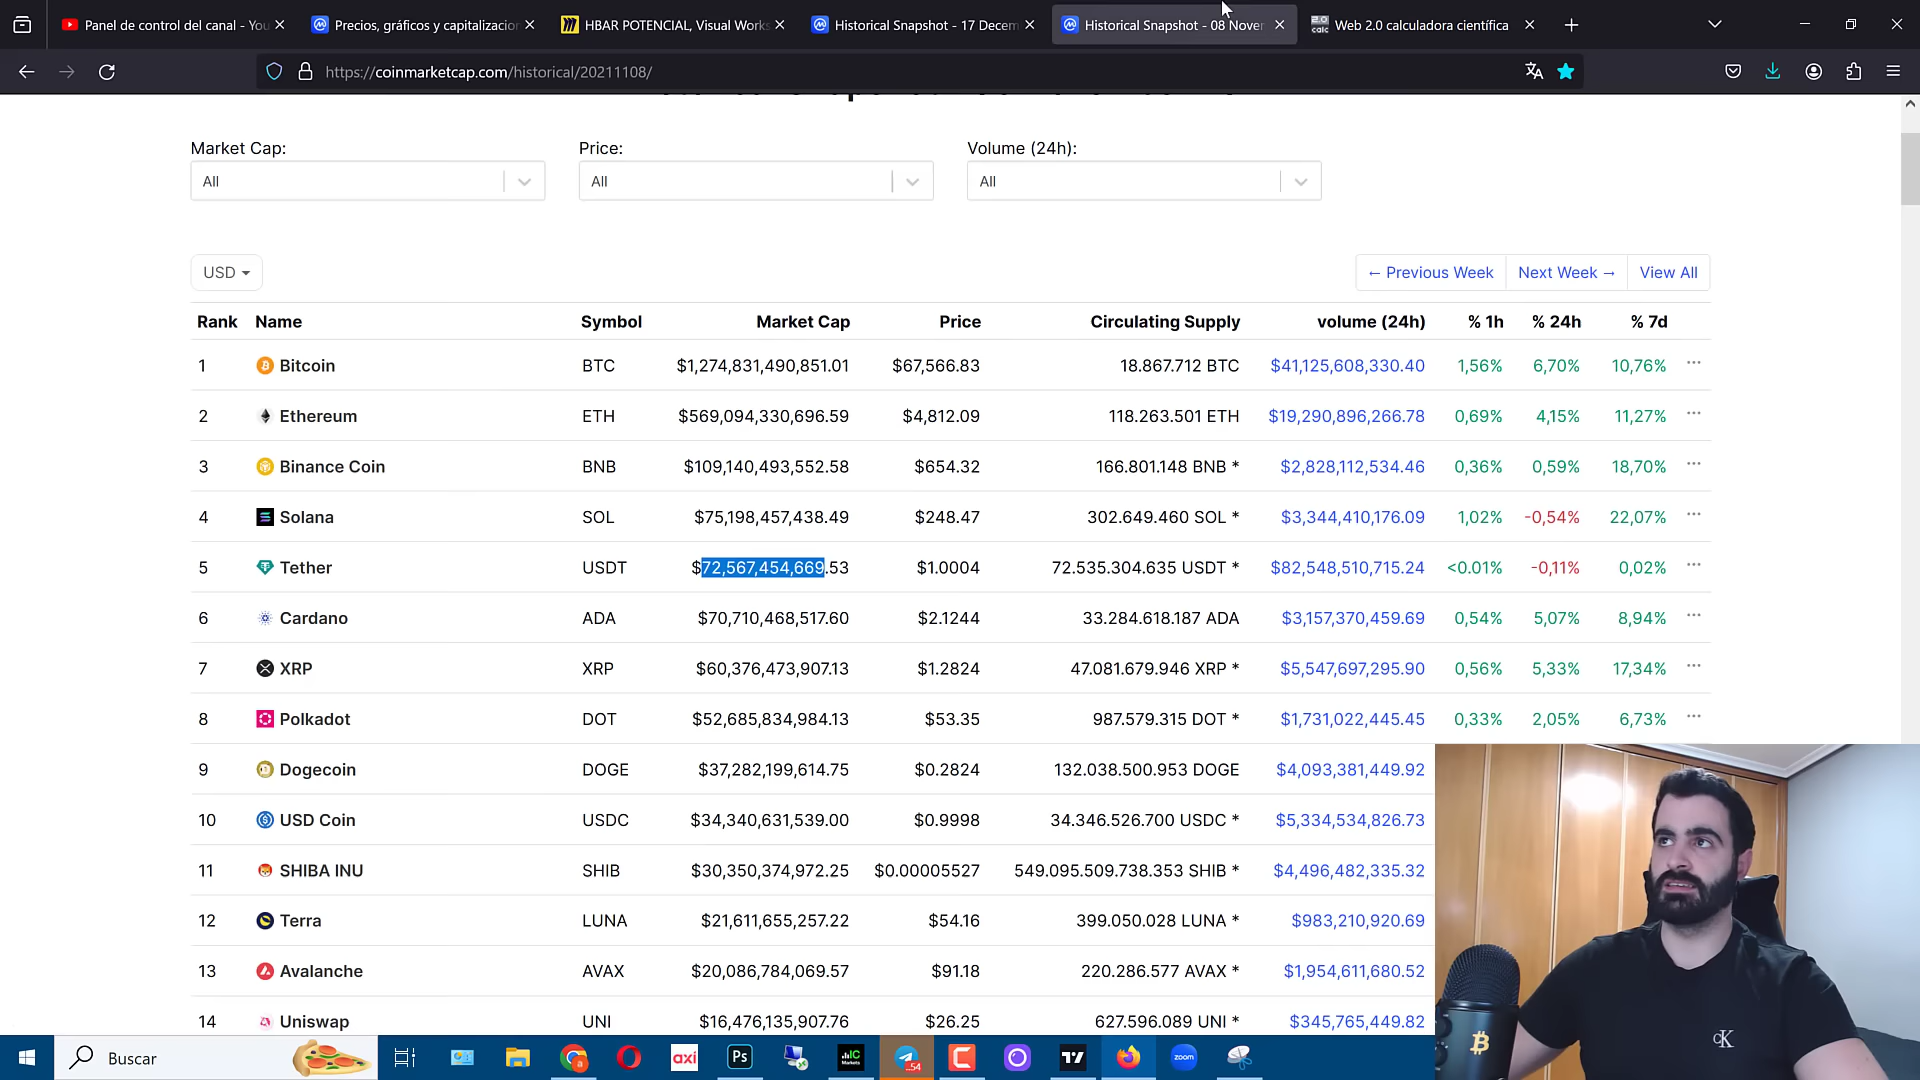 Panel de control del canal - You
Precios, gráficos y capitalizacion
HBAR POTENCIAL, Visual Works
Historical Snapshot - 17 Decem
Historical Snapshot - 08 Nover
2.0 calc
Web 2.0 calculadora científica
https://coinmarketcap.com/historical/20211108/
Market Cap: Price: Volume (24h):
All All All
USD
← Previous Week Next Week → View All
Rank Name Symbol Market Cap Price Circulating Supply volume (24h) % 1h % 24h % 7d
1 Bitcoin BTC $1,274,831,490,851.01 $67,566.83 18.867.712 BTC $41,125,608,330.40 1,56% 6,70% 10,76%
2 Ethereum ETH $569,094,330,696.59 $4,812.09 118.263.501 ETH $19,290,896,266.78 0,69% 4,15% 11,27%
3 Binance Coin BNB $109,140,493,552.58 $654.32 166.801.148 BNB * $2,828,112,534.46 0,36% 0,59% 18,70%
4 Solana SOL $75,198,457,438.49 $248.47 302.649.460 SOL * $3,344,410,176.09 1,02% -0,54% 22,07%
5 Tether USDT $72,567,454,669.53 $1.0004 72.535.304.635 USDT * $82,548,510,715.24 <0.01% -0,11% 0,02%
6 Cardano ADA $70,710,468,517.60 $2.1244 33.284.618.187 ADA $3,157,370,459.69 0,54% 5,07% 8,94%
7 XRP XRP $60,376,473,907.13 $1.2824 47.081.679.946 XRP * $5,547,697,295.90 0,56% 5,33% 17,34%
8 Polkadot DOT $52,685,834,984.13 $53.35 987.579.315 DOT * $1,731,022,445.45 0,33% 2,05% 6,73%
9 Dogecoin DOGE $37,282,199,614.75 $0.2824 132.038.500.953 DOGE $4,093,381,449.92
10 USD Coin USDC $34,340,631,539.00 $0.9998 34.346.526.700 USDC * $5,334,534,826.73
11 SHIBA INU SHIB $30,350,374,972.25 $0.00005527 549.095.509.738.353 SHIB * $4,496,482,335.32
12 Terra LUNA $21,611,655,257.22 $54.16 399.050.028 LUNA * $983,210,920.69
13 Avalanche AVAX $20,086,784,069.57 $91.18 220.286.577 AVAX * $1,954,611,680.52
14 Uniswap UNI $16,476,135,907.76 $26.25 627.596.089 UNI * $345,765,449.82
CK
Buscar
axi
Ps
IC Markets
54
zoom